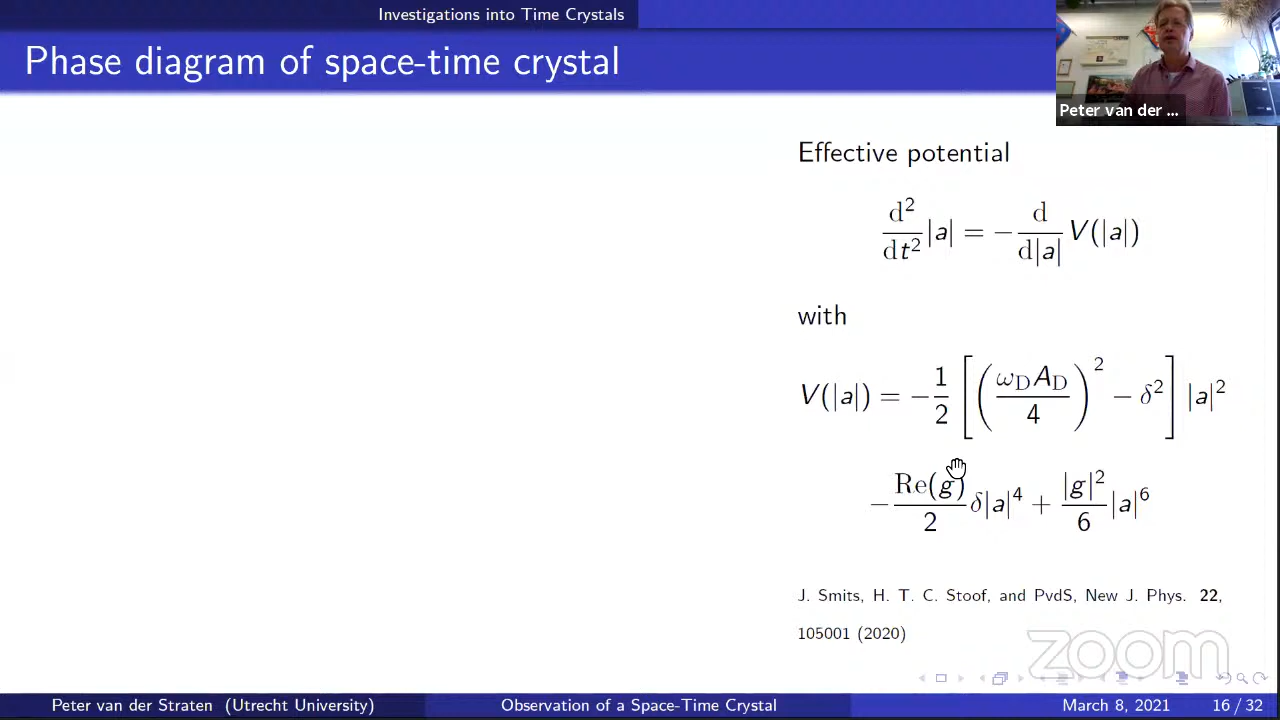 Investigations into Time Crystals
Phase diagram of space-time crystal
Peter van der ...
Effective potential
d²/dt² |a| = − d/d|a| V(|a|)
with
V(|a|) = − 1/2 [ ( ω_D A_D / 4 )² − δ² ] |a|²
− Re(g)/2 δ|a|⁴ + |g|²/6 |a|⁶
J. Smits, H. T. C. Stoof, and PvdS, New J. Phys. 22,
105001 (2020)
zoom
Peter van der Straten (Utrecht University) Observation of a Space-Time Crystal March 8, 2021 16 / 32